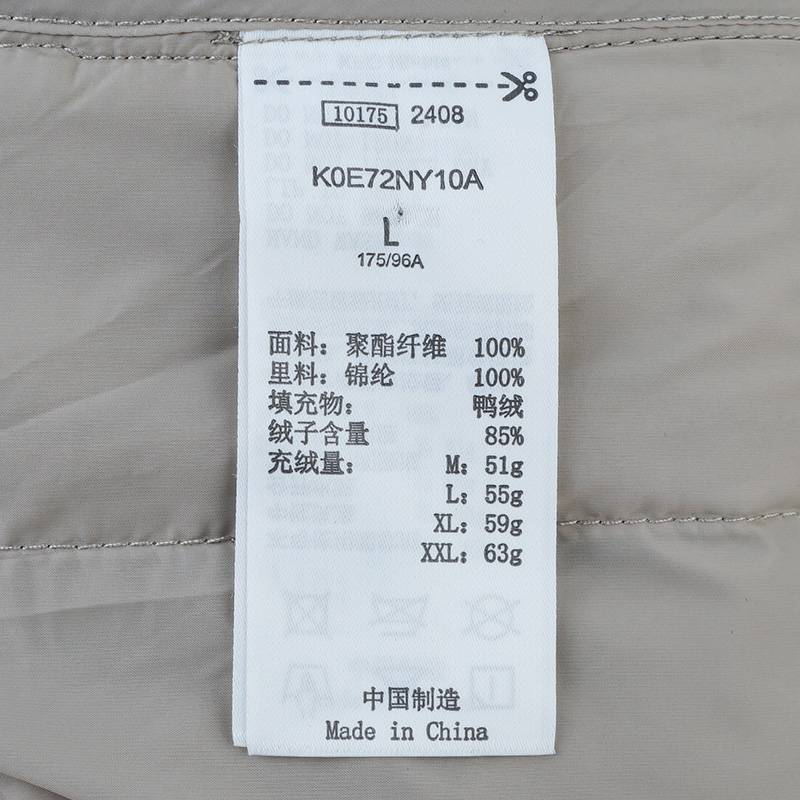 10175 2408
K0E72NY10A
L
175/96A
面料：聚酯纤维 100%
里料：锦纶 100%
填充物： 鸭绒
绒子含量 85%
充绒量： M：51g
L：55g
XL：59g
XXL：63g
中国制造
Made in China